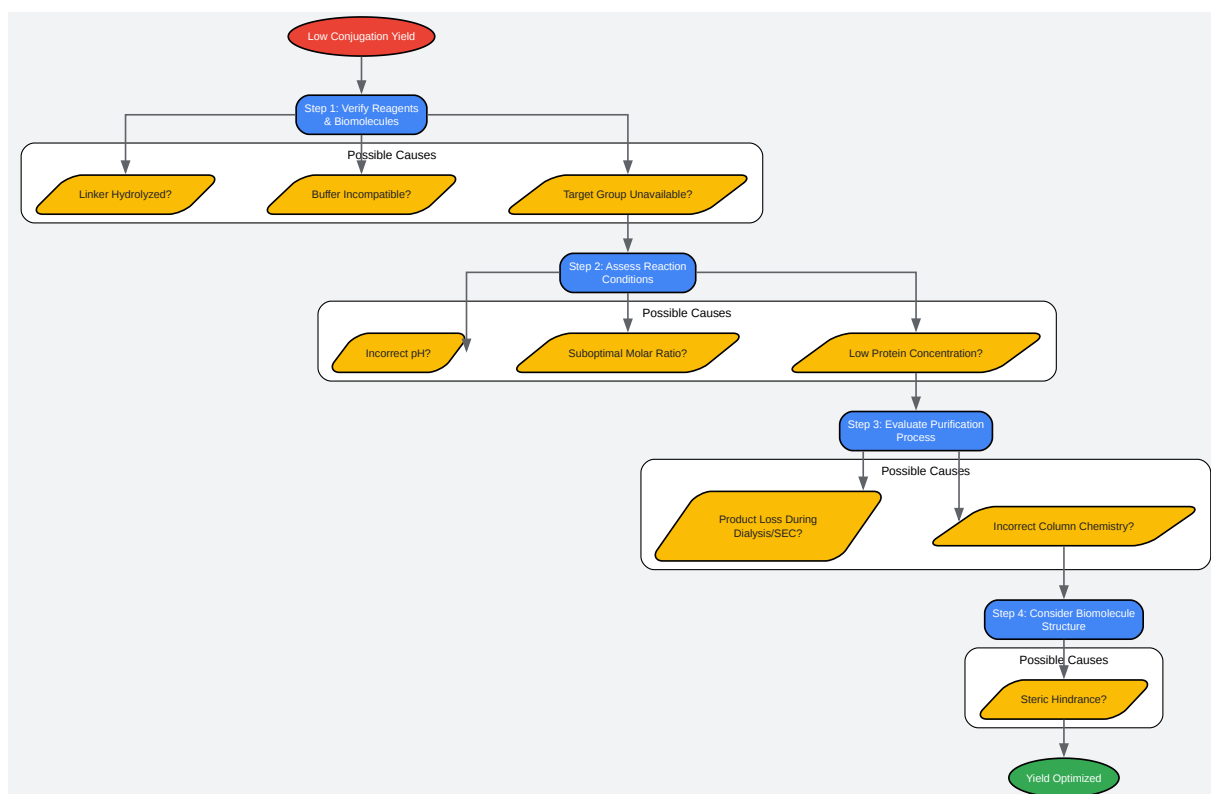 Low Conjugation Yield
Step 1: Verify Reagents
& Biomolecules
Possible Causes
Linker Hydrolyzed?
Buffer Incompatible?
Target Group Unavailable?
Step 2: Assess Reaction
Conditions
Possible Causes
Incorrect pH?
Suboptimal Molar Ratio?
Low Protein Concentration?
Step 3: Evaluate Purification
Process
Possible Causes
Product Loss During
Dialysis/SEC?
Incorrect Column Chemistry?
Step 4: Consider Biomolecule
Structure
Possible Causes
Steric Hindrance?
Yield Optimized